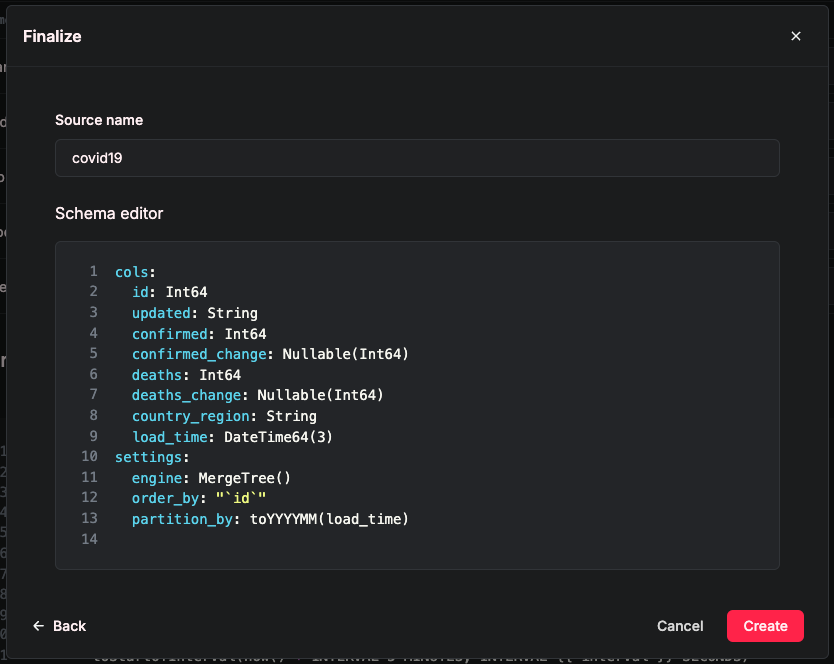 Finalize
Source name
covid19
Schema editor
1 cols:
2 id: Int64
3 updated: String
4 confirmed: Int64
5 confirmed_change: Nullable(Int64)
6 deaths: Int64
7 deaths_change: Nullable(Int64)
8 country_region: String
9 load_time: DateTime64(3)
10 settings:
11 engine: MergeTree()
12 order_by: "`id`"
13 partition_by: toYYYYMM(load_time)
14
← Back
Cancel
Create